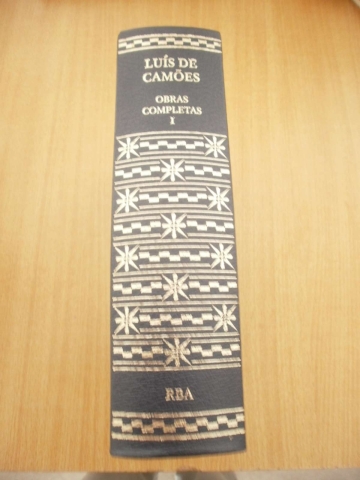 LUÍS DE
CAMÕES
OBRAS
COMPLETAS
I
RBA